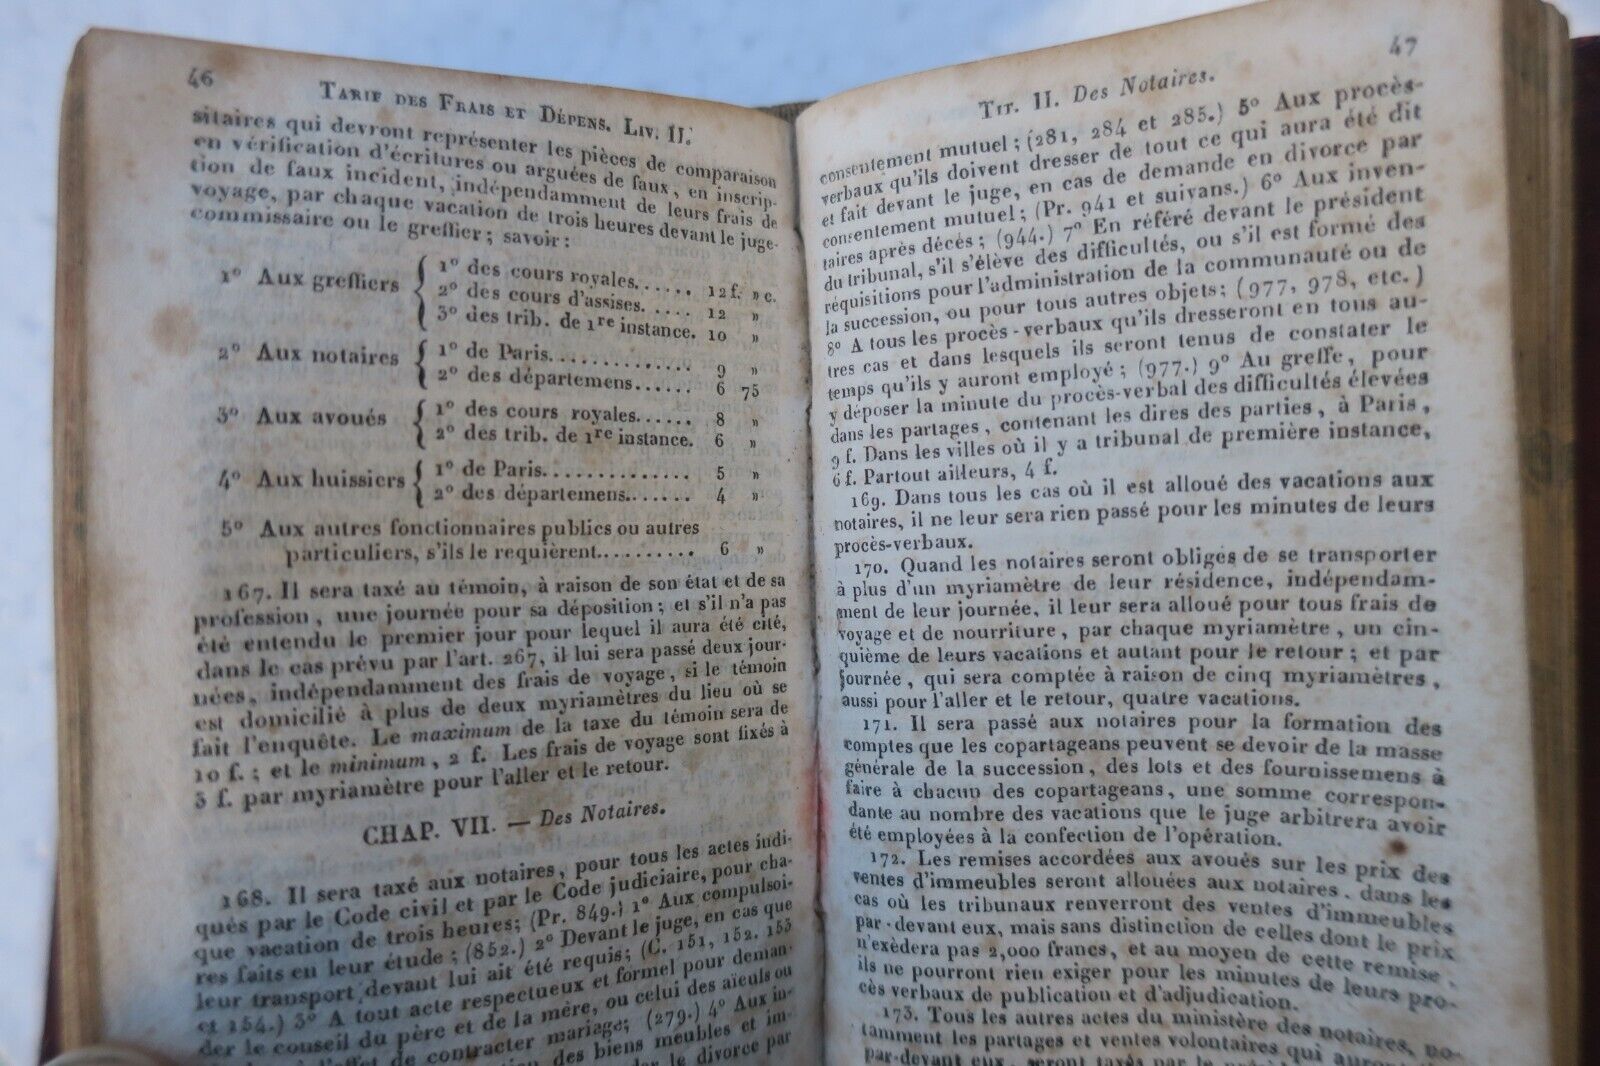 46
TARIF DES FRAIS ET DÉPENS. LIV. II.
sitaires qui devront représenter les pièces de comparaison
en vérification d'écritures ou arguées de faux, en inscrip-
tion de faux incident, indépendamment de leurs frais de
voyage, par chaque vacation de trois heures devant le juge-
commissaire ou le greffier; savoir:
1° Aux greffiers { 1° des cours royales...... 12 f. » c.
2° des cours d'assises..... 12 »
3° des trib. de 1re instance. 10 »
2° Aux notaires { 1° de Paris............. 9 »
2° des départemens...... 6 75
3° Aux avoués { 1° des cours royales...... 8 »
2° des trib. de 1re instance. 6 »
4° Aux huissiers { 1° de Paris.............. 5 »
2° des départemens....... 4 »
5° Aux autres fonctionnaires publics ou autres
particuliers, s'ils le requièrent.......... 6 »
167. Il sera taxé au témoin, à raison de son état et de sa
profession, une journée pour sa déposition; et s'il n'a pas
été entendu le premier jour pour lequel il aura été cité,
dans le cas prévu par l'art. 267, il lui sera passé deux jour-
nées, indépendamment des frais de voyage, si le témoin
est domicilié à plus de deux myriamètres du lieu où se
fait l'enquête. Le maximum de la taxe du témoin sera de
10 f.; et le minimum, 2 f. Les frais de voyage sont fixés à
3 f. par myriamètre pour l'aller et le retour.
CHAP. VII. — Des Notaires.
168. Il sera taxé aux notaires, pour tous les actes indi-
qués par le Code civil et par le Code judiciaire, pour cha-
que vacation de trois heures; (Pr. 849.) 1° Aux compulsoi-
res faits en leur étude; (852.) 2° Devant le juge, en cas que
leur transport devant lui ait été requis; (C. 151, 152. 153
et 154.) 3° A tout acte respectueux et formel pour deman-
der le conseil du père et de la mère, ou celui des aïeuls ou
l'effet de contracter mariage; (279.) 4° Aux in-
des biens meubles et im-
le divorce par
47
TIT. II. Des Notaires.
consentement mutuel; (281, 284 et 285.) 5° Aux procès-
verbaux qu'ils doivent dresser de tout ce qui aura été dit
et fait devant le juge, en cas de demande en divorce par
consentement mutuel; (Pr. 941 et suivans.) 6° Aux inven-
taires après décés; (944.) 7° En référé devant le président
du tribunal, s'il s'élève des difficultés, ou s'il est formé des
réquisitions pour l'administration de la communauté ou de
la succession, ou pour tous autres objets; (977, 978, etc.)
8° A tous les procès-verbaux qu'ils dresseront en tous au-
tres cas et dans lesquels ils seront tenus de constater le
temps qu'ils y auront employé; (977.) 9° Au greffe, pour
y déposer la minute du procès-verbal des difficultés élevées
dans les partages, contenant les dires des parties, à Paris,
9 f. Dans les villes où il y a tribunal de première instance,
6 f. Partout ailleurs, 4 f.
169. Dans tous les cas où il est alloué des vacations aux
notaires, il ne leur sera rien passé pour les minutes de leurs
procès-verbaux.
170. Quand les notaires seront obligés de se transporter
à plus d'un myriamètre de leur résidence, indépendam-
ment de leur journée, il leur sera alloué pour tous frais de
voyage et de nourriture, par chaque myriamètre, un cin-
quième de leurs vacations et autant pour le retour; et par
journée, qui sera comptée à raison de cinq myriamètres,
aussi pour l'aller et le retour, quatre vacations.
171. Il sera passé aux notaires pour la formation des
comptes que les copartageans peuvent se devoir de la masse
générale de la succession, des lots et des fournissemens à
faire à chacun des copartageans, une somme correspon-
dante au nombre des vacations que le juge arbitrera avoir
été employées à la confection de l'opération.
172. Les remises accordées aux avoués sur les prix des
ventes d'immeubles seront allouées aux notaires, dans les
cas où les tribunaux renverront des ventes d'immeubles
par-devant eux, mais sans distinction de celles dont le prix
n'exèdera pas 2,000 francs, et au moyen de cette remise,
ils ne pourront rien exiger pour les minutes de leurs pro-
cès verbaux de publication et d'adjudication.
173. Tous les autres actes du ministère des notaires, no-
tamment les partages et ventes volontaires qui
par-devant eux, seront taxés par le